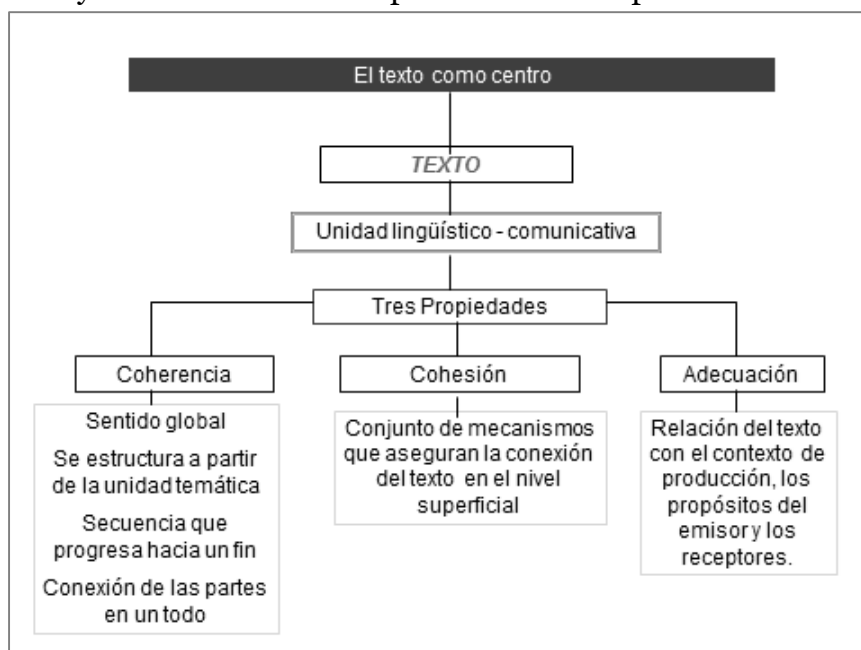 El texto como centro
TEXTO
Unidad lingüístico - comunicativa
Tres Propiedades
Coherencia
Sentido global
Se estructura a partir
de la unidad temática
Secuencia que
progresa hacia un fin
Conexión de las partes
en un todo
Cohesión
Conjunto de mecanismos
que aseguran la conexión
del texto en el nivel
superficial
Adecuación
Relación del texto
con el contexto de
producción, los
propósitos del
emisor y los
receptores.